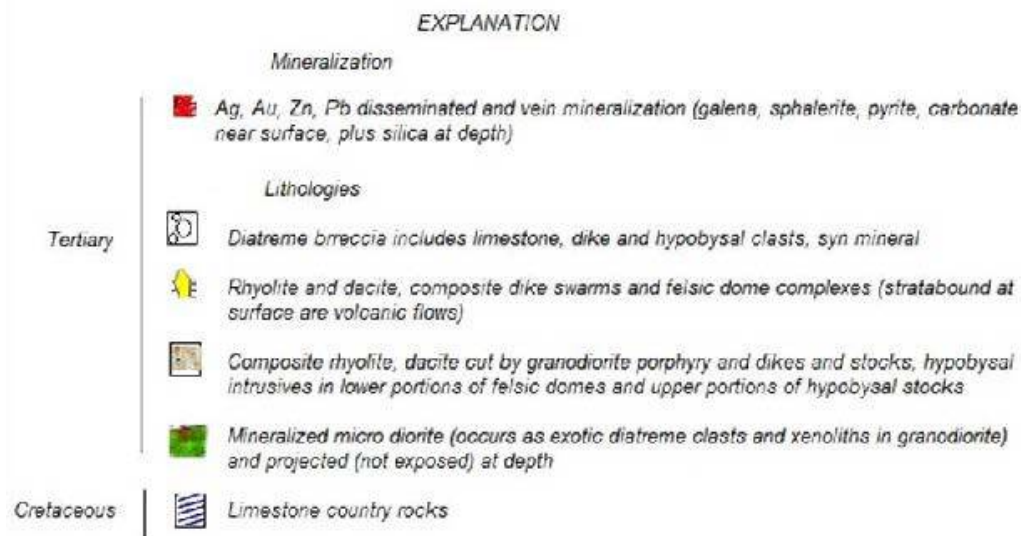 EXPLANATION
Mineralization
Ag, Au, Zn, Pb disseminated and vein mineralization (galena, sphalerite, pyrite, carbonate
near surface, plus silica at depth)
Lithologies
Tertiary
Diatreme brreccia includes limestone, dike and hypobysal clasts, syn mineral
Rhyolite and dacite, composite dike swarms and felsic dome complexes (stratabound at
surface are volcanic flows)
Composite rhyolite, dacite cut by granodiorite porphyry and dikes and stocks, hypobysal
intrusives in lower portions of felsic domes and upper portions of hypobysal stocks
Mineralized micro diorite (occurs as exotic diatreme clasts and xenoliths in granodiorite)
and projected (not exposed) at depth
Cretaceous
Limestone country rocks